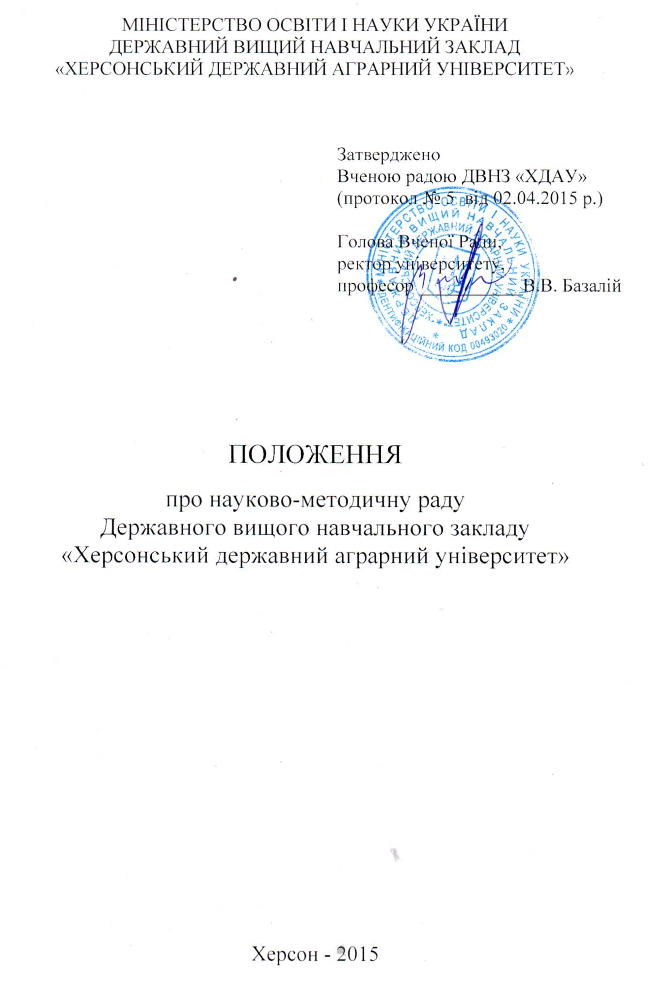 МІНІСТЕРСТВО ОСВІТИ І НАУКИ УКРАЇНИ
ДЕРЖАВНИЙ ВИЩИЙ НАВЧАЛЬНИЙ ЗАКЛАД
«ХЕРСОНСЬКИЙ ДЕРЖАВНИЙ АГРАРНИЙ УНІВЕРСИТЕТ»
Затверджено
Вченою радою ДВНЗ «ХДАУ»
(протокол № 5 від 02.04.2015 р.)
Голова Вченої Ради,
ректор університету,
професор ___________В.В. Базалій
* МІНІСТЕРСТВО ОСВІТИ І НАУКИ УКРАЇНИ *
ІДЕНТИФІКАЦІЙНИЙ КОД 00493020
* ДЕРЖАВНИЙ ВИЩИЙ НАВЧАЛЬНИЙ ЗАКЛАД
* "ХЕРСОНСЬКИЙ ДЕРЖАВНИЙ АГРАРНИЙ УНІВЕРСИТЕТ"
ПОЛОЖЕННЯ
про науково-методичну раду
Державного вищого навчального закладу
«Херсонський державний аграрний університет»
Херсон - 2015